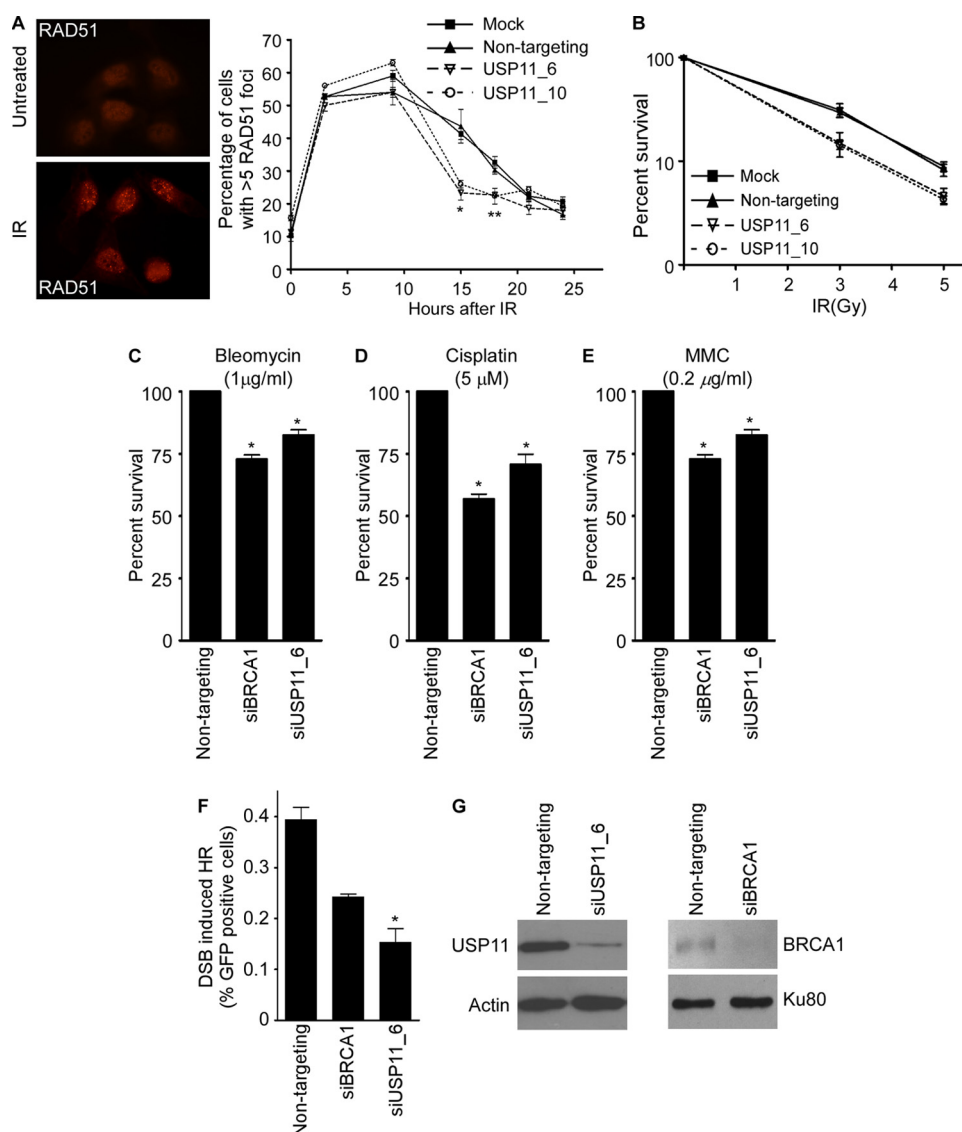 A
RAD51
Untreated
IR
RAD51
Percentage of cells
with >5 RAD51 foci
70
60
50
40
30
20
10
0
0
5
10
15
20
25
Hours after IR
Mock
Non-targeting
USP11_6
USP11_10
*
**
B
Percent survival
100
10
0
1
2
3
4
5
IR(Gy)
Mock
Non-targeting
USP11_6
USP11_10
C
Bleomycin
(1µg/ml)
Percent survival
100
75
50
25
0
*
*
Non-targeting
siBRCA1
siUSP11_6
D
Cisplatin
(5 µM)
Percent survival
100
75
50
25
0
*
*
Non-targeting
siBRCA1
siUSP11_6
E
MMC
(0.2 µg/ml)
Percent survival
100
75
50
25
0
*
*
Non-targeting
siBRCA1
siUSP11_6
F
DSB induced HR
(% GFP positive cells)
0.4
0.3
0.2
0.1
0
*
Non-targeting
siBRCA1
siUSP11_6
G
Non-targeting
siUSP11_6
USP11
Actin
Non-targeting
siBRCA1
BRCA1
Ku80